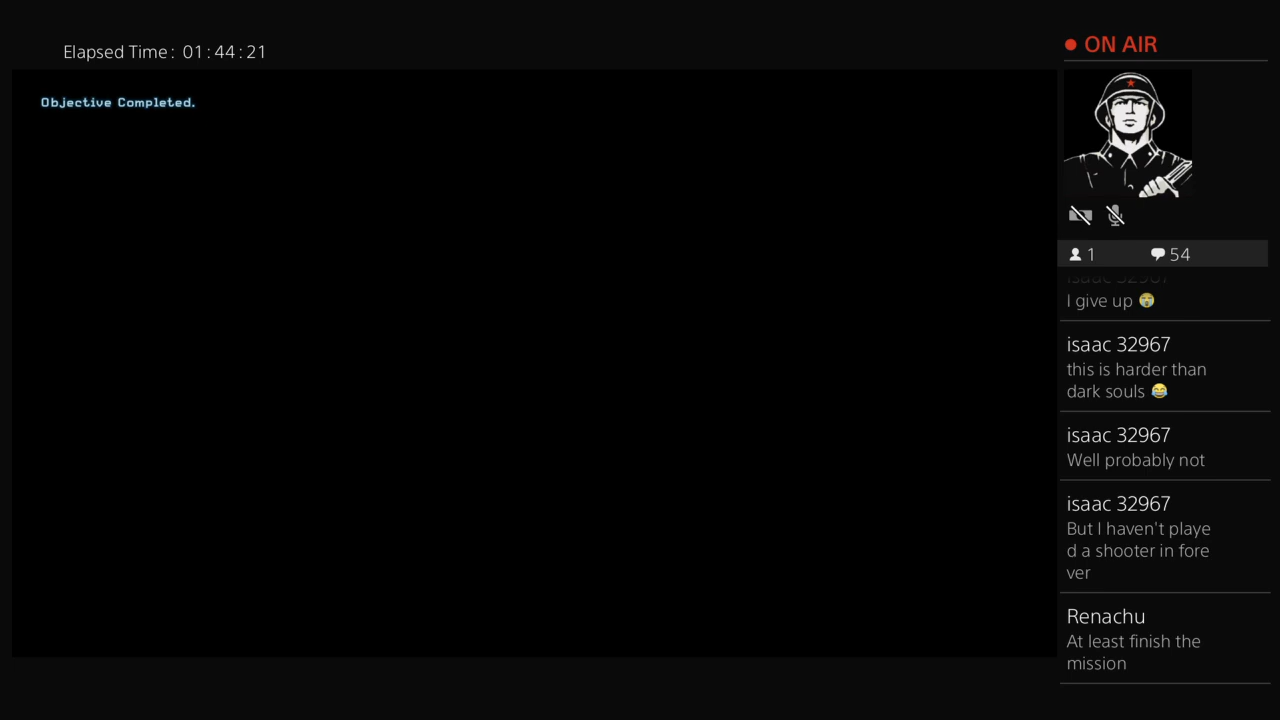 Elapsed Time: 01:44:21
ON AIR
Objective Completed.
1
54
isaac 32967
I give up 😭
isaac 32967
this is harder than
dark souls 😂
isaac 32967
Well probably not
isaac 32967
But I haven't playe
d a shooter in fore
ver
Renachu
At least finish the
mission